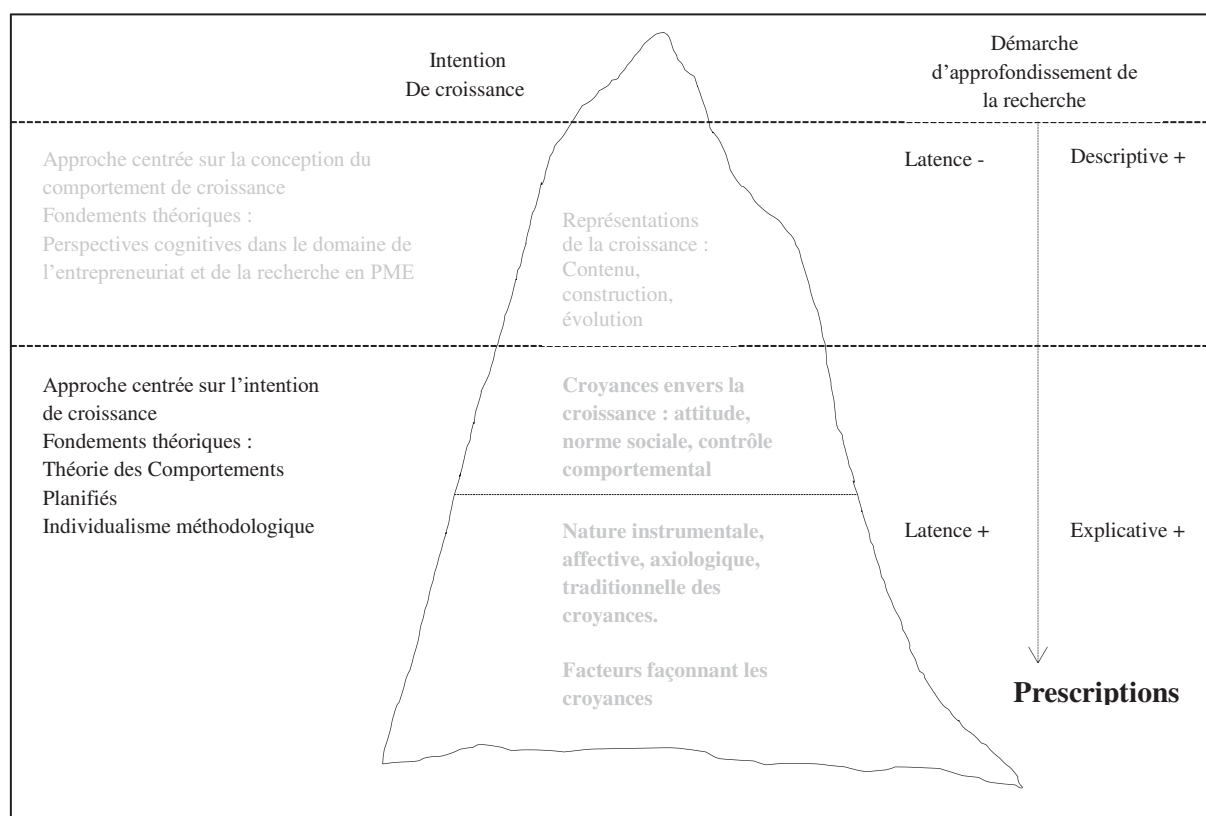 Intention
De croissance
Démarche
d'approfondissement de
la recherche
Approche centrée sur la conception du
comportement de croissance
Fondements théoriques :
Perspectives cognitives dans le domaine de
l'entrepreneuriat et de la recherche en PME
Représentations
de la croissance :
Contenu,
construction,
évolution
Latence -
Descriptive +
Approche centrée sur l'intention
de croissance
Fondements théoriques :
Théorie des Comportements
Planifiés
Individualisme méthodologique
Croyances envers la
croissance : attitude,
norme sociale, contrôle
comportemental
Nature instrumentale,
affective, axiologique,
traditionnelle des
croyances.
Facteurs façonnant les
croyances
Latence +
Explicative +
Prescriptions